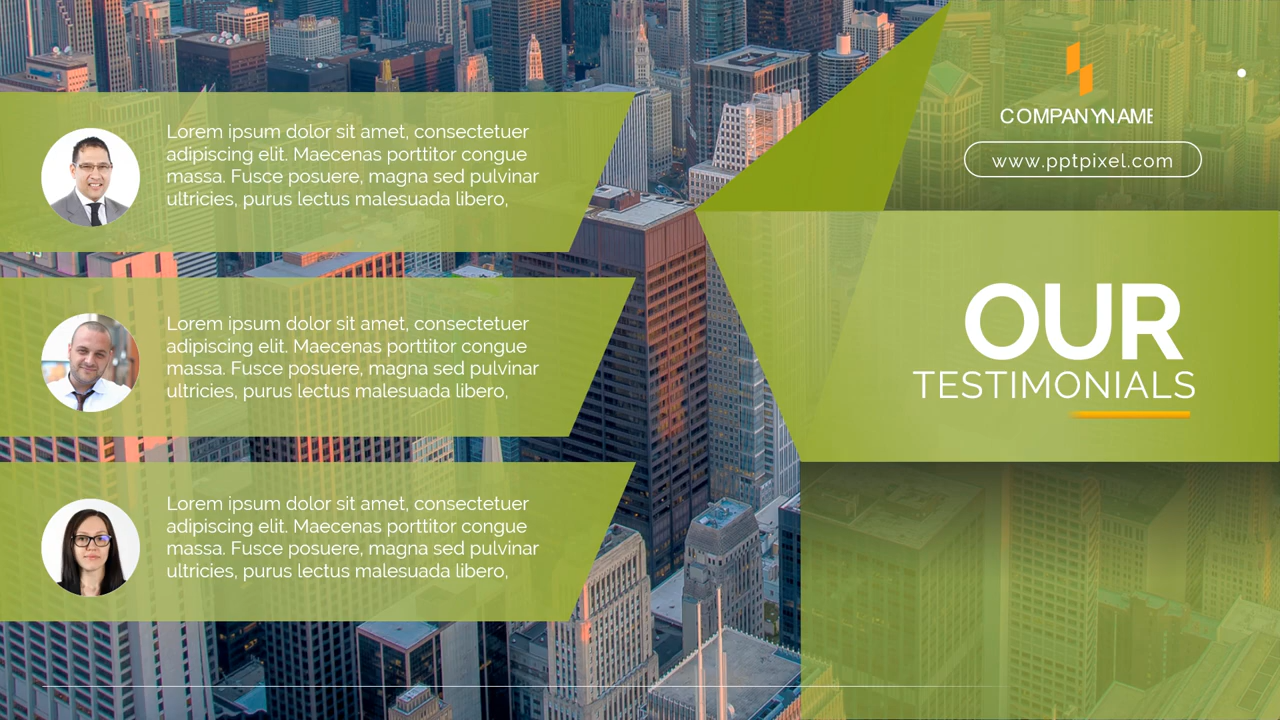 Lorem ipsum dolor sit amet, consectetuer
adipiscing elit. Maecenas porttitor congue
massa. Fusce posuere, magna sed pulvinar
ultricies, purus lectus malesuada libero,
Lorem ipsum dolor sit amet, consectetuer
adipiscing elit. Maecenas porttitor congue
massa. Fusce posuere, magna sed pulvinar
ultricies, purus lectus malesuada libero,
Lorem ipsum dolor sit amet, consectetuer
adipiscing elit. Maecenas porttitor congue
massa. Fusce posuere, magna sed pulvinar
ultricies, purus lectus malesuada libero,
COMPANYNAME
www.pptpixel.com
OUR
TESTIMONIALS